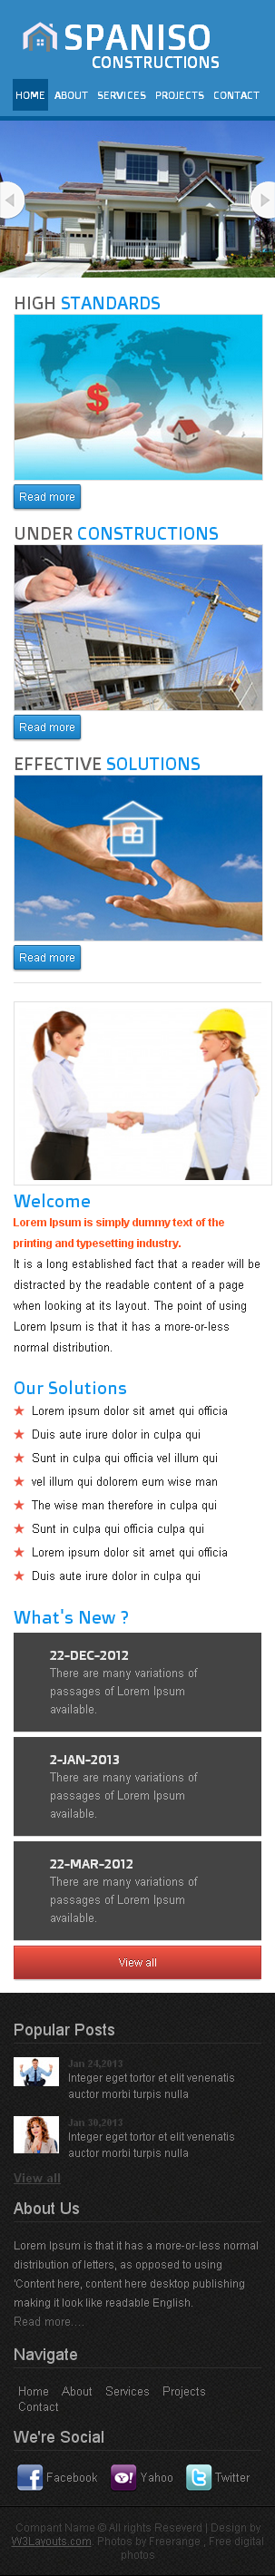 SPANISO
CONSTRUCTIONS
HOME ABOUT SERVICES PROJECTS CONTACT
HIGH STANDARDS
$
Read more
UNDER CONSTRUCTIONS
Read more
EFFECTIVE SOLUTIONS
Read more
Welcome
Lorem Ipsum is simply dummy text of the
printing and typesetting industry.
It is a long established fact that a reader will be
distracted by the readable content of a page
when looking at its layout. The point of using
Lorem Ipsum is that it has a more-or-less
normal distribution.
Our Solutions
Lorem ipsum dolor sit amet qui officia
Duis aute irure dolor in culpa qui
Sunt in culpa qui officia vel illum qui
vel illum qui dolorem eum wise man
The wise man therefore in culpa qui
Sunt in culpa qui officia culpa qui
Lorem ipsum dolor sit amet qui officia
Duis aute irure dolor in culpa qui
What's New ?
22-DEC-2012
There are many variations of
passages of Lorem Ipsum
available.
2-JAN-2013
There are many variations of
passages of Lorem Ipsum
available.
22-MAR-2012
There are many variations of
passages of Lorem Ipsum
available.
View all
Popular Posts
Jan 24,2013
Integer eget tortor et elit venenatis
auctor morbi turpis nulla
Jan 30,2013
Integer eget tortor et elit venenatis
auctor morbi turpis nulla
View all
About Us
Lorem Ipsum is that it has a more-or-less normal
distribution of letters, as opposed to using
'Content here, content here desktop publishing
making it look like readable English.
Read more....
Navigate
Home About Services Projects
Contact
We're Social
f Facebook Y! Yahoo t Twitter
Compant Name © All rights Reseverd | Design by
W3Layouts.com. Photos by Freerange , Free digital
photos